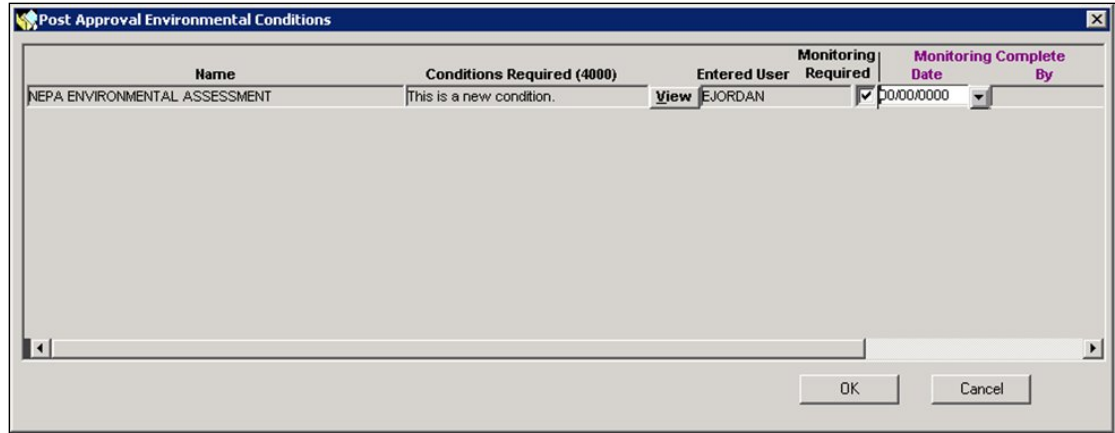 Post Approval Environmental Conditions
Monitoring Monitoring Complete
Name Conditions Required (4000) Entered User Required Date By
NEPA ENVIRONMENTAL ASSESSMENT This is a new condition. View EJORDAN 00/00/0000
OK Cancel